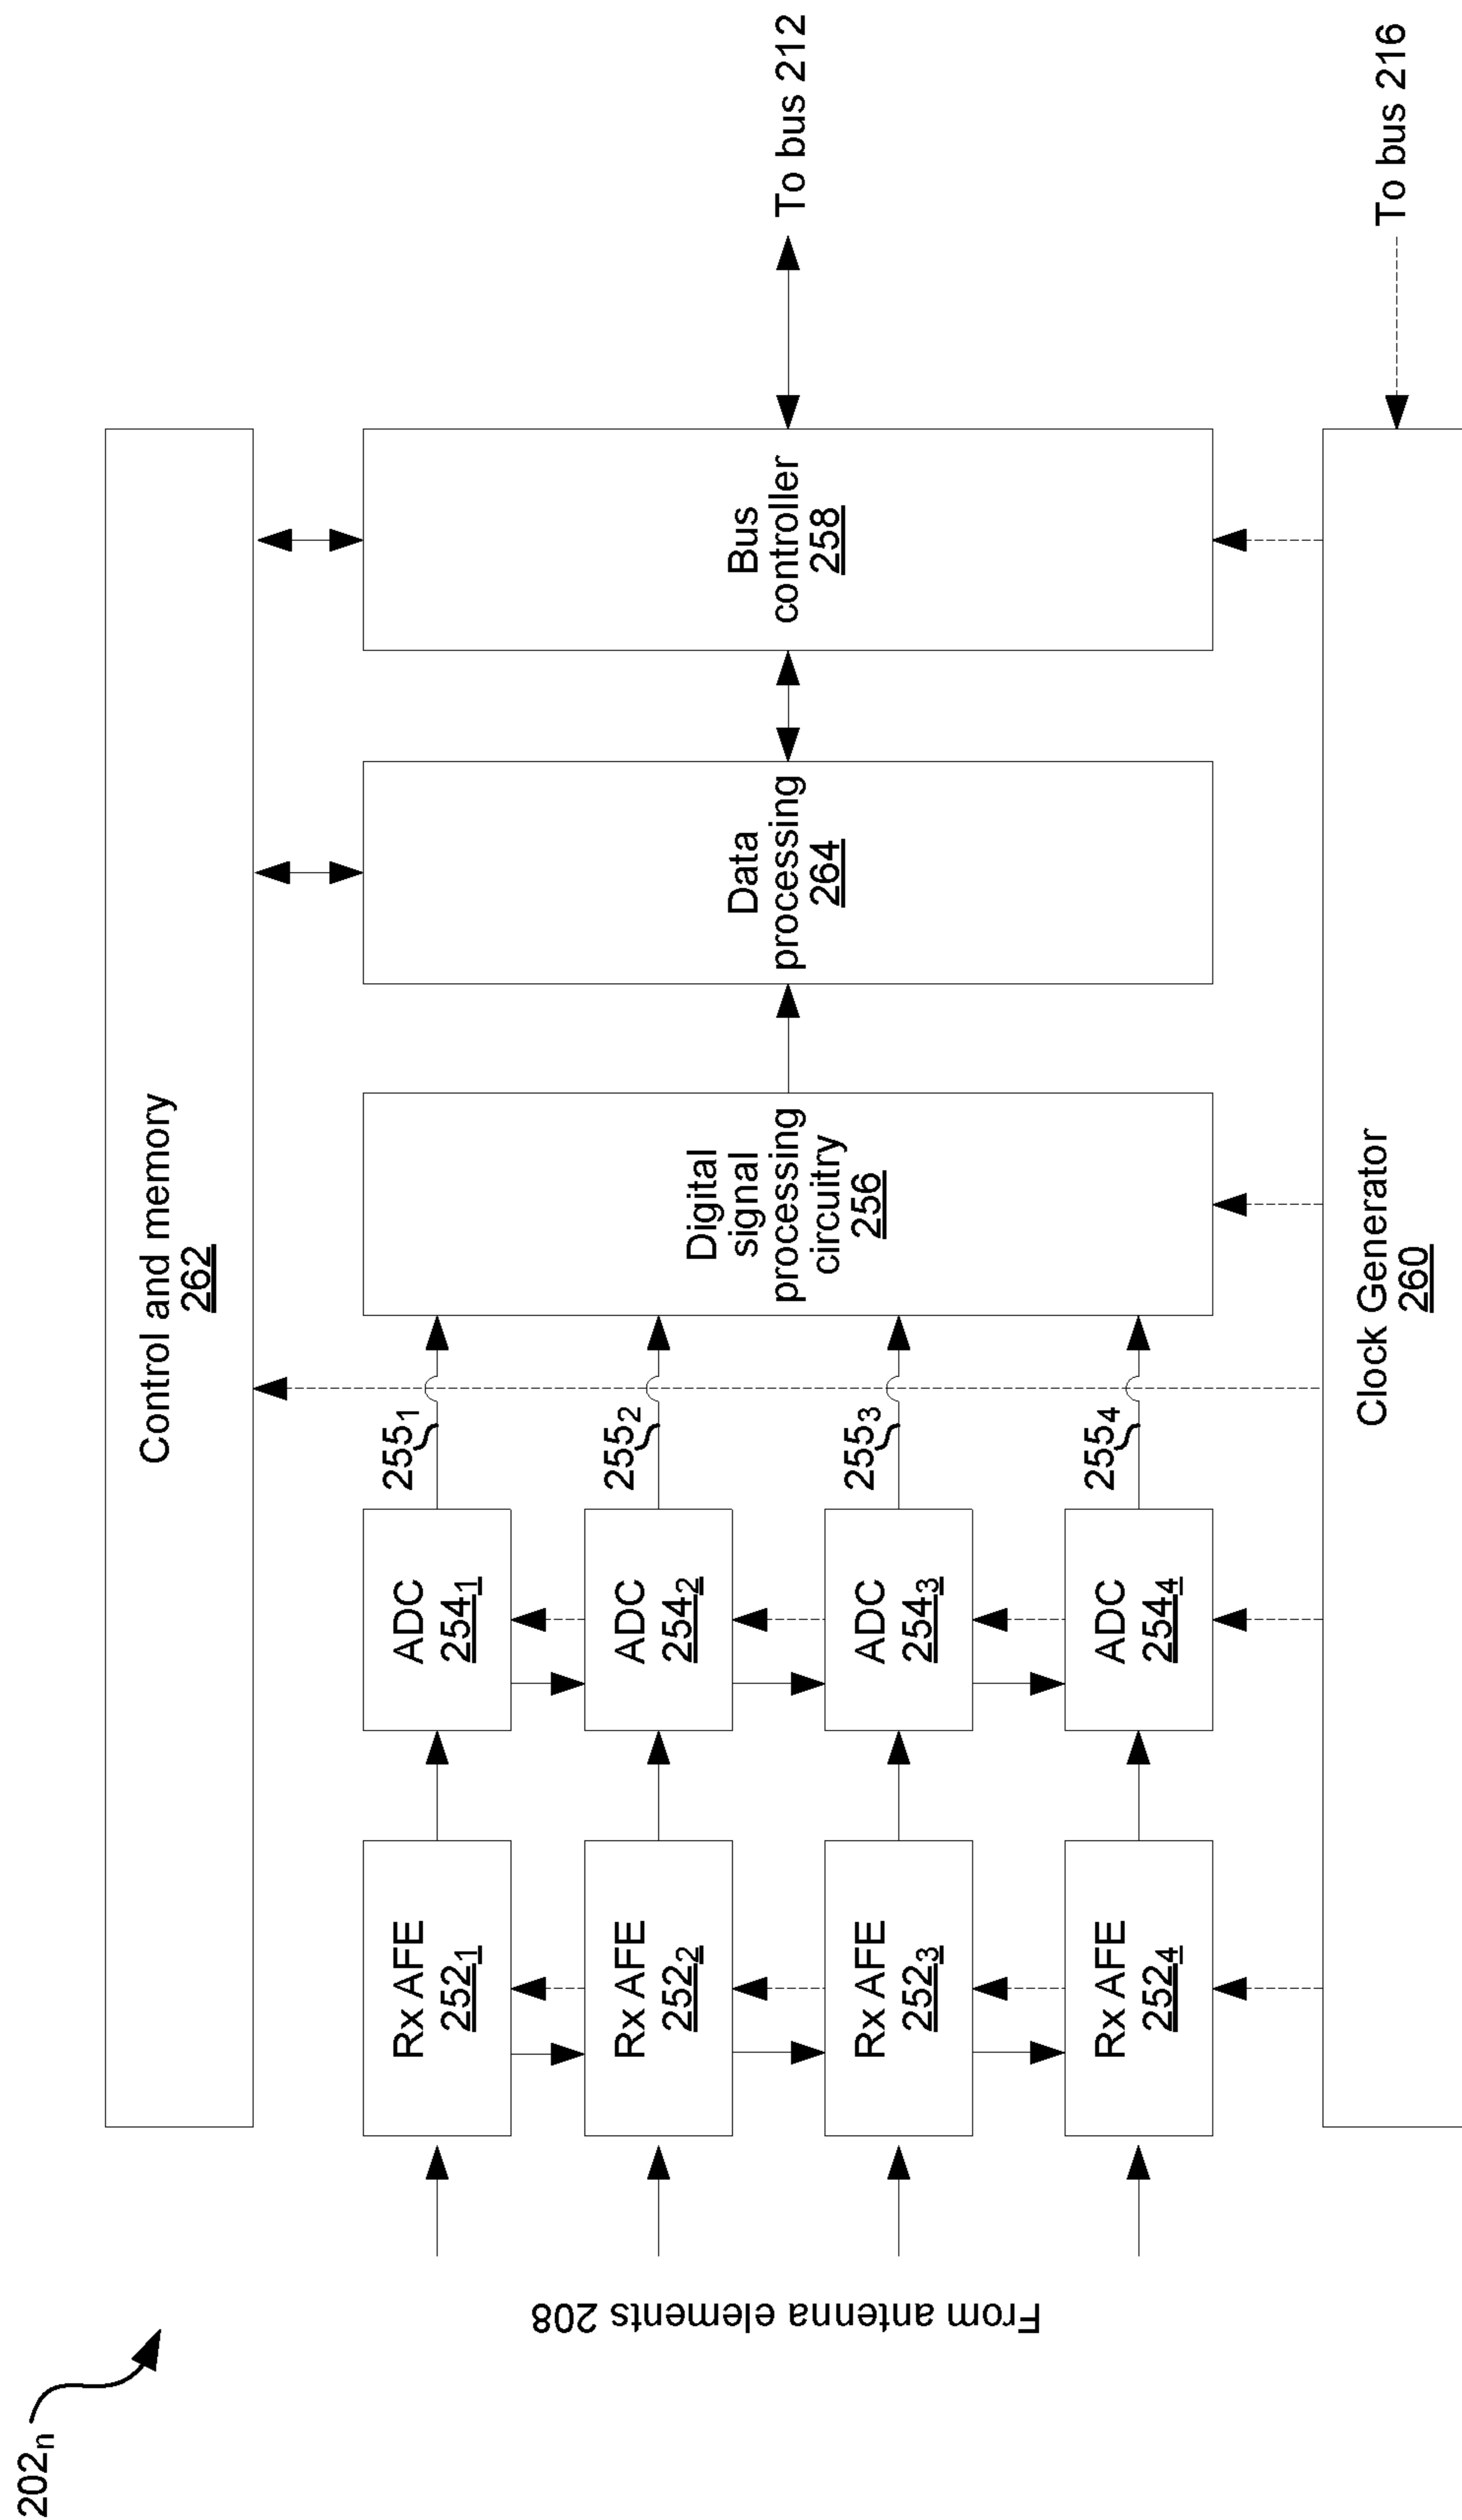 202n
Control and memory
262
From antenna elements 208
Rx AFE
2521
Rx AFE
2522
Rx AFE
2523
Rx AFE
2524
ADC
2541
ADC
2542
ADC
2543
ADC
2544
2551
2552
2553
2554
Digital
signal
processing
circuitry
256
Data
processing
264
Bus
controller
258
To bus 212
Clock Generator
260
To bus 216